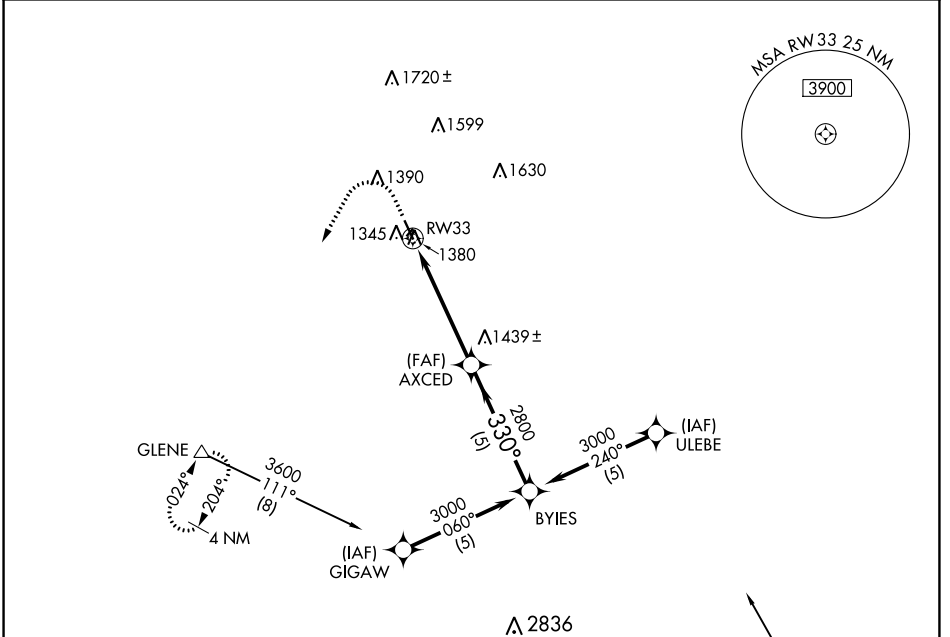 MSA RW33 25 NM
3900
1720 ±
1599
1630
1390
1345
RW33
1380
1439 ±
(FAF)
AXCED
2800
330°
(5)
(IAF)
ULEBE
3000
240°
(5)
GLENE
3600
111°
(8)
024°
204°
4 NM
3000
060°
(5)
BYIES
(IAF)
GIGAW
2836